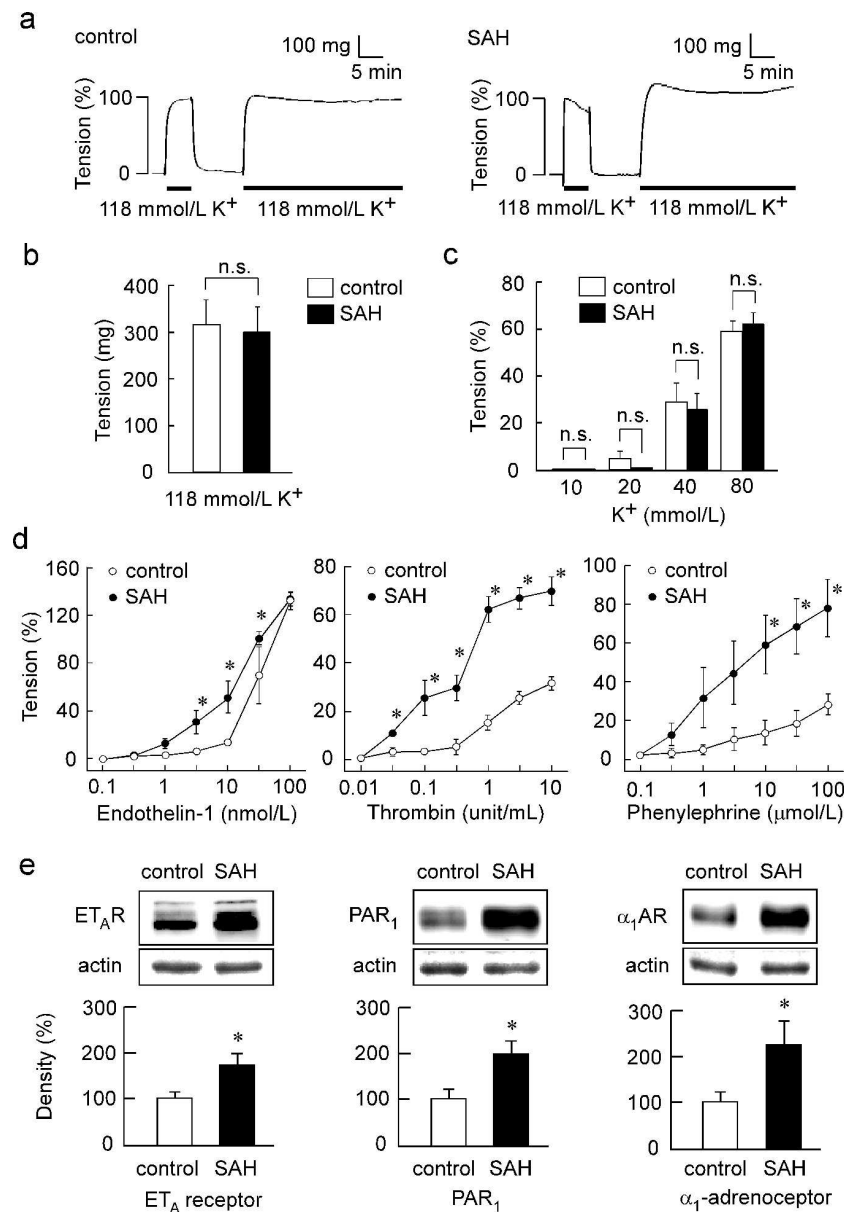 a
control
100 mg
5 min
Tension (%)
100
0
118 mmol/L K⁺ 118 mmol/L K⁺
SAH
100 mg
5 min
Tension (%)
100
0
118 mmol/L K⁺ 118 mmol/L K⁺
b
n.s.
control
SAH
Tension (mg)
400
300
200
100
0
118 mmol/L K⁺
c
control
SAH
Tension (%)
80
60
40
20
0
n.s.
n.s.
n.s.
n.s.
10 20 40 80
K⁺ (mmol/L)
d
control
SAH
Tension (%)
160
120
80
40
0
* * *
0.1 1 10 100
Endothelin-1 (nmol/L)
control
SAH
80
60
40
20
0
* * * * * *
0.01 0.1 1 10
Thrombin (unit/mL)
control
SAH
100
80
60
40
20
0
* * *
0.1 1 10 100
Phenylephrine (μmol/L)
e
control SAH
ETₐR
actin
Density (%)
300
200
100
0
*
control SAH
ETₐ receptor
control SAH
PAR₁
actin
300
200
100
0
*
control SAH
PAR₁
control SAH
α₁AR
actin
300
200
100
0
*
control SAH
α₁-adrenoceptor